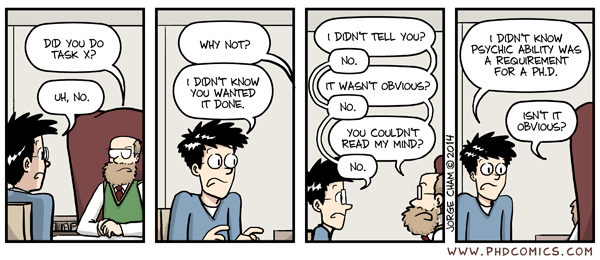 DID YOU DO
TASK X?
UH, NO.
WHY NOT?
I DIDN'T KNOW
YOU WANTED
IT DONE.
I DIDN'T TELL YOU?
NO.
IT WASN'T OBVIOUS?
NO.
YOU COULDN'T
READ MY MIND?
NO.
JORGE CHAM © 2014
I DIDN'T KNOW
PSYCHIC ABILITY WAS
A REQUIREMENT
FOR A PH.D.
ISN'T IT
OBVIOUS?
WWW.PHDCOMICS.COM